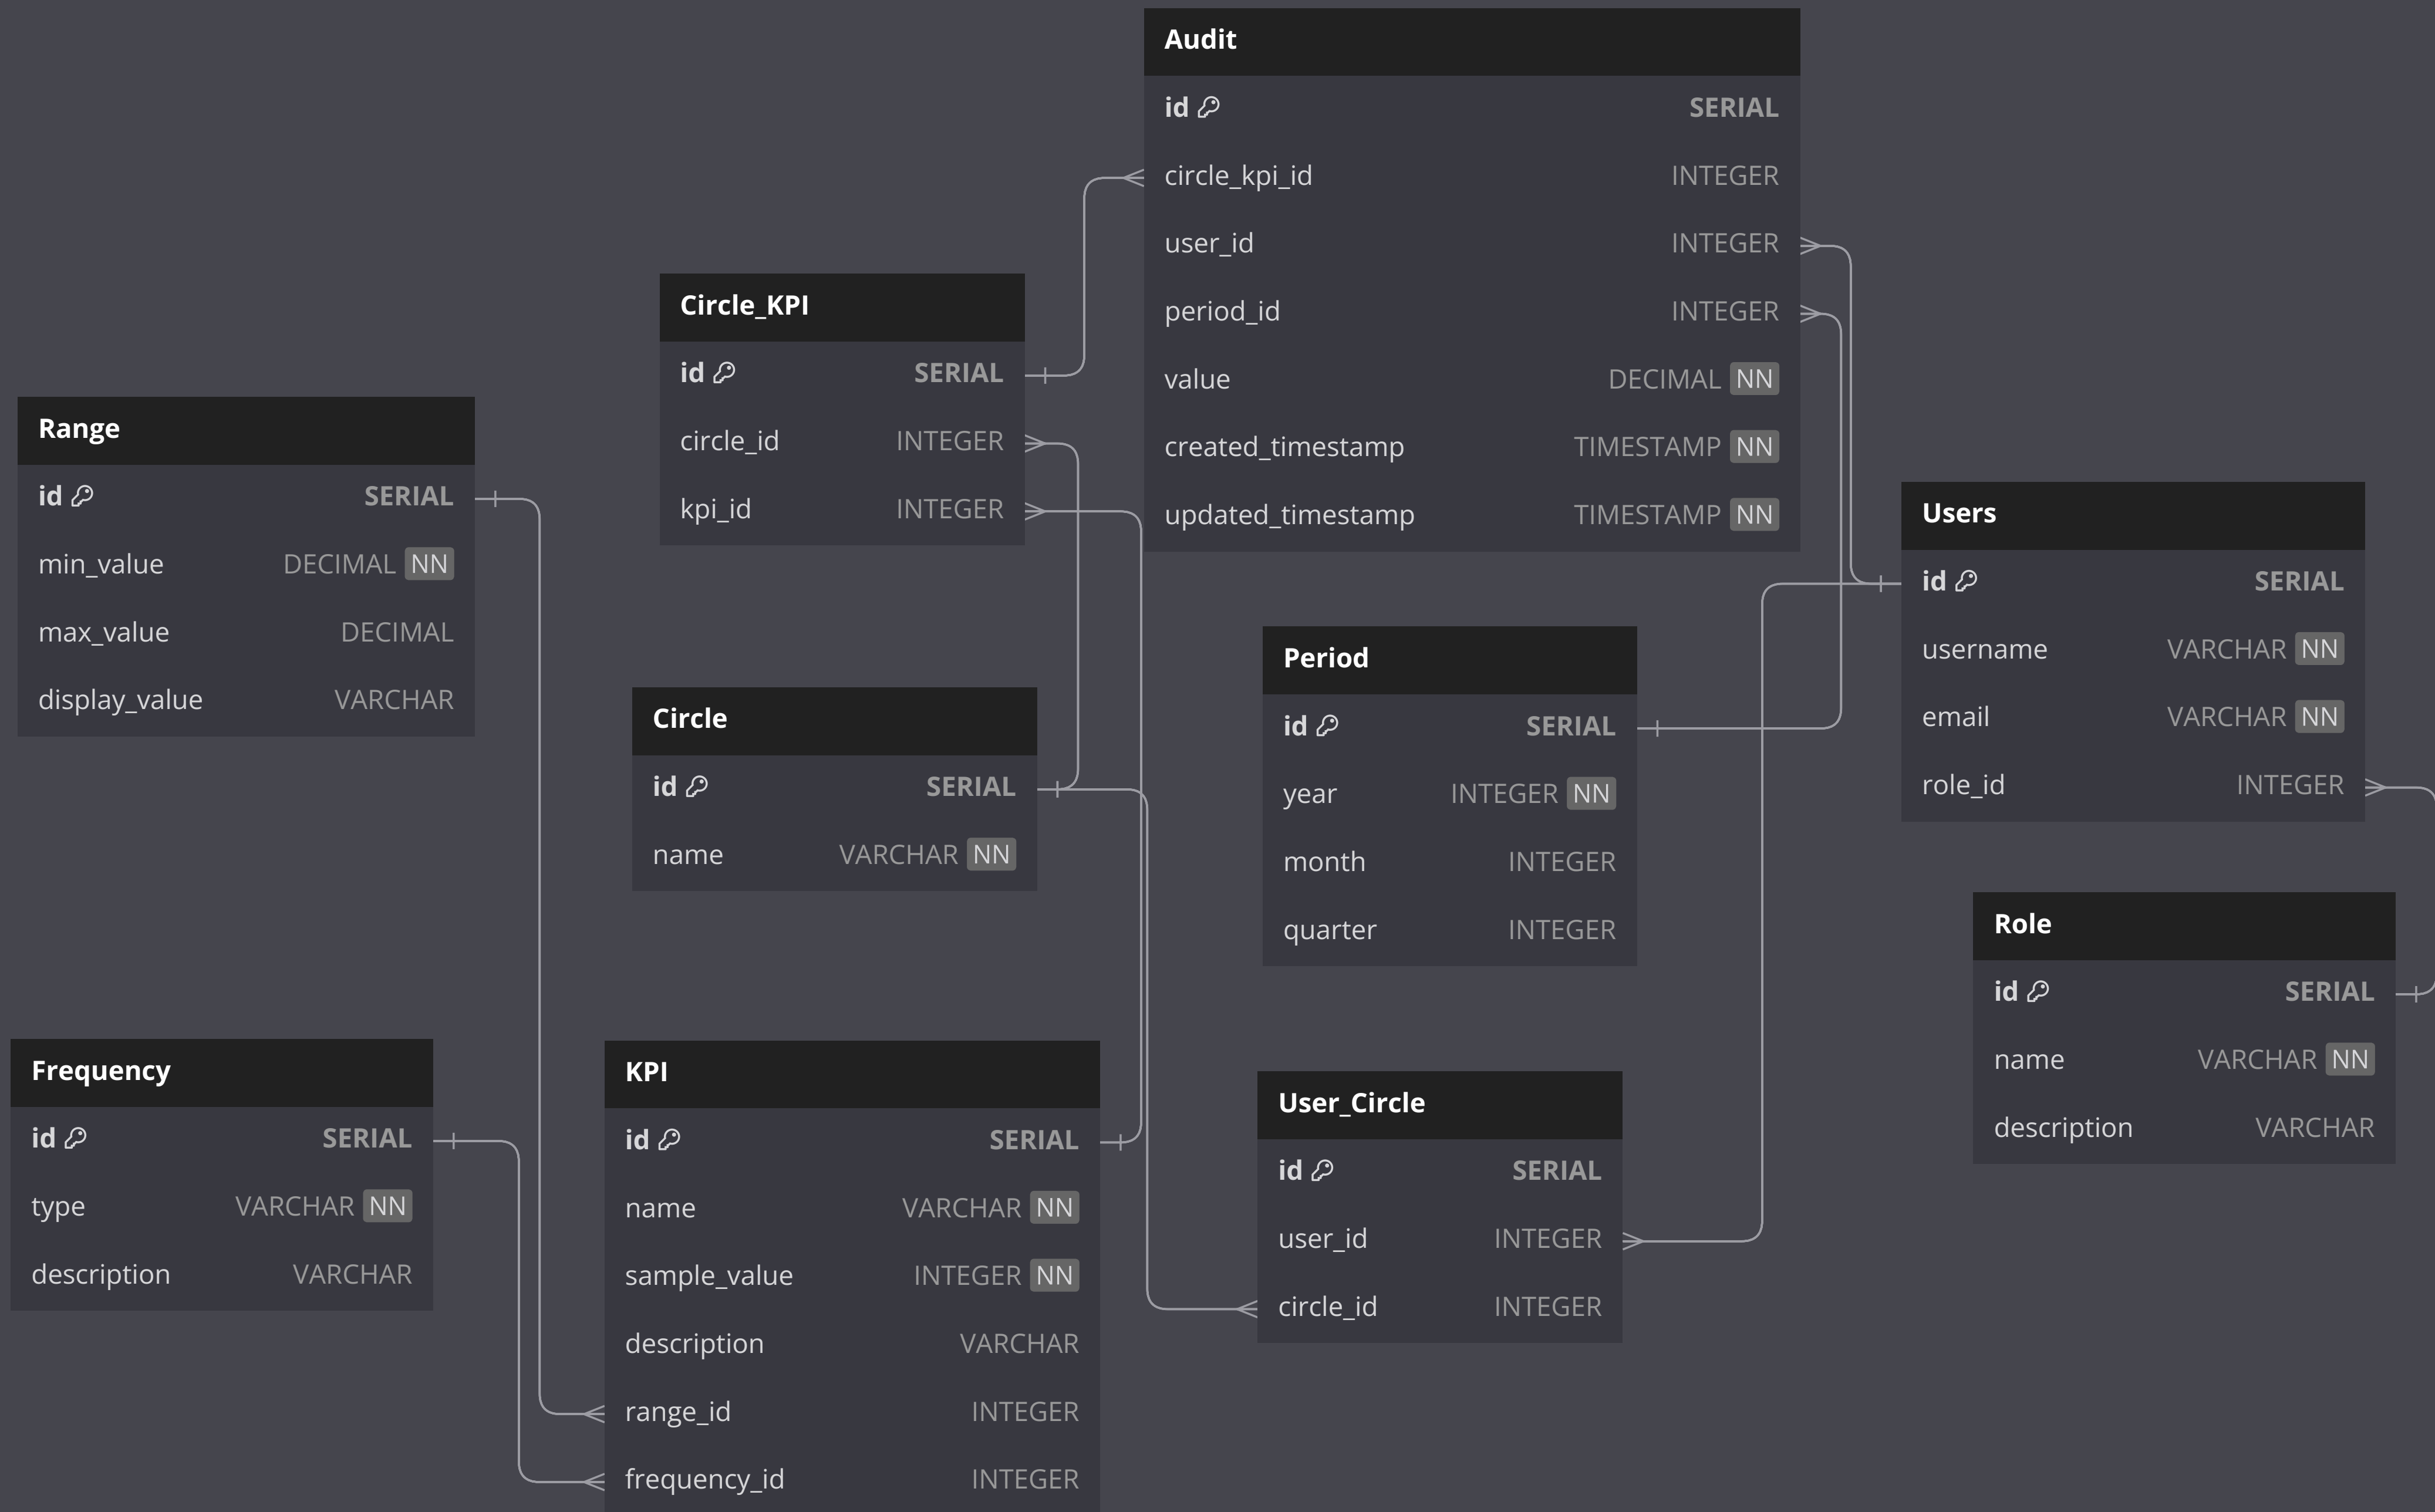 Audit
id SERIAL
circle_kpi_id INTEGER
user_id INTEGER
period_id INTEGER
value DECIMAL NN
created_timestamp TIMESTAMP NN
updated_timestamp TIMESTAMP NN
Circle_KPI
id SERIAL
circle_id INTEGER
kpi_id INTEGER
Range
id SERIAL
min_value DECIMAL NN
max_value DECIMAL
display_value VARCHAR
Users
id SERIAL
username VARCHAR NN
email VARCHAR NN
role_id INTEGER
Period
id SERIAL
year INTEGER NN
month INTEGER
quarter INTEGER
Circle
id SERIAL
name VARCHAR NN
Role
id SERIAL
name VARCHAR NN
description VARCHAR
Frequency
id SERIAL
type VARCHAR NN
description VARCHAR
KPI
id SERIAL
name VARCHAR NN
sample_value INTEGER NN
description VARCHAR
range_id INTEGER
frequency_id INTEGER
User_Circle
id SERIAL
user_id INTEGER
circle_id INTEGER